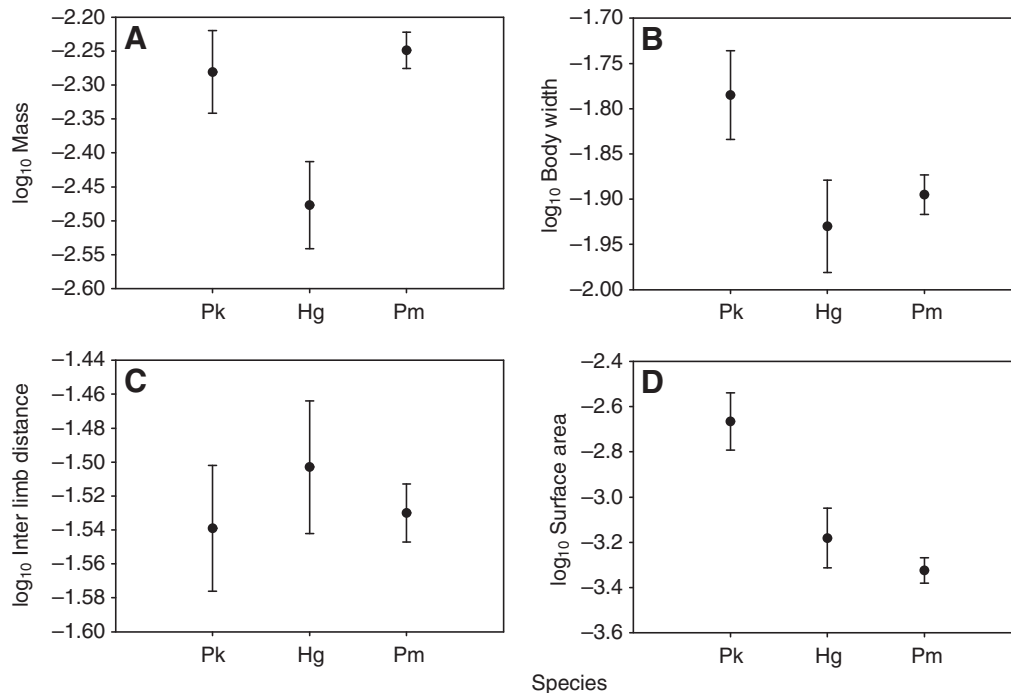 A
log10 Mass
−2.20
−2.25
−2.30
−2.35
−2.40
−2.45
−2.50
−2.55
−2.60
Pk Hg Pm
B
log10 Body width
−1.70
−1.75
−1.80
−1.85
−1.90
−1.95
−2.00
Pk Hg Pm
C
log10 Inter limb distance
−1.44
−1.46
−1.48
−1.50
−1.52
−1.54
−1.56
−1.58
−1.60
Pk Hg Pm
D
log10 Surface area
−2.4
−2.6
−2.8
−3.0
−3.2
−3.4
−3.6
Pk Hg Pm
Species